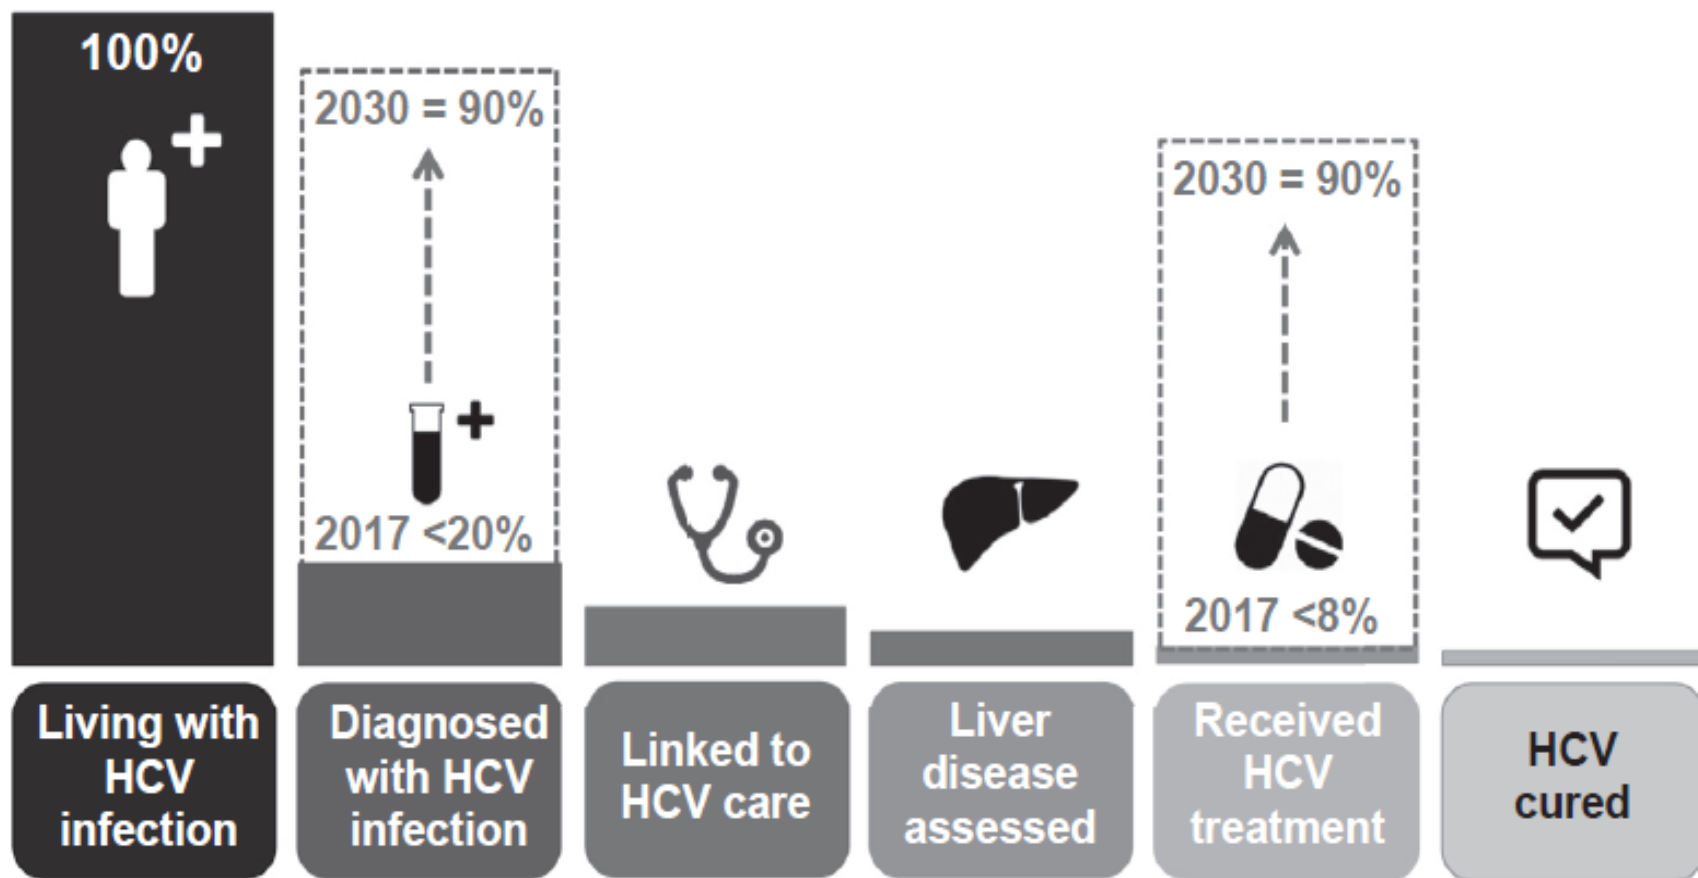 100%
2030 = 90%
2017 <20%
2030 = 90%
2017 <8%
Living with
HCV
infection
Diagnosed
with HCV
infection
Linked to
HCV care
Liver
disease
assessed
Received
HCV
treatment
HCV
cured